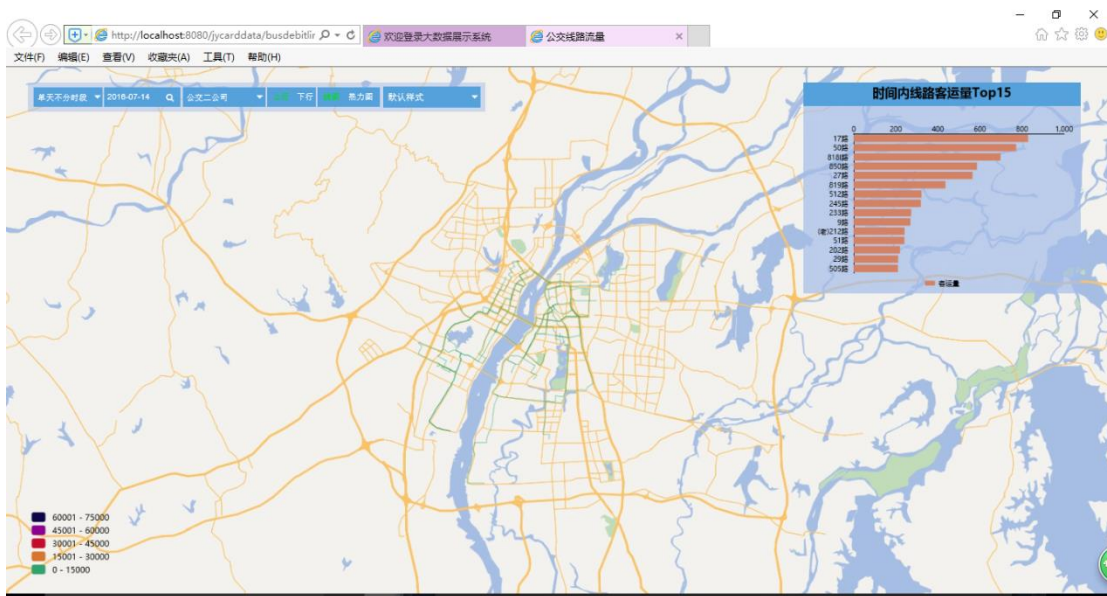 http://localhost:8080/jycarddata/busdebitlir
欢迎登录大数据展示系统
公交线路流量
文件(F) 编辑(E) 查看(V) 收藏夹(A) 工具(T) 帮助(H)
单天不分时段 2016-07-14 公交二公司 下行 热力图 默认样式
时间内线路客运量Top15
0 200 400 600 800 1,000
17路
50路
818路
850路
27路
819路
512路
245路
233路
9路
(老)212路
51路
202路
29路
505路
客运量
60001 - 75000
45001 - 60000
30001 - 45000
15001 - 30000
0 - 15000